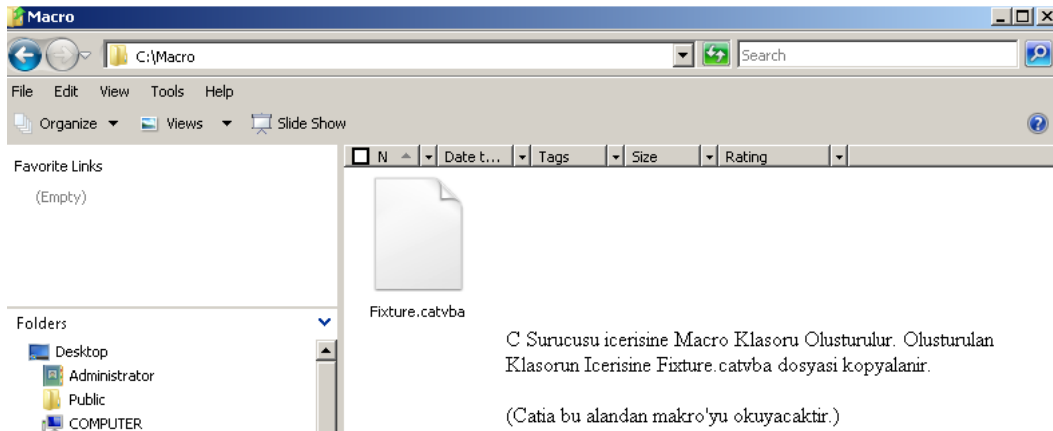 Macro
C:\Macro
Search
File Edit View Tools Help
Organize Views Slide Show
Favorite Links
N Date t... Tags Size Rating
(Empty)
Fixture.catvba
Folders
Desktop
Administrator
Public
COMPUTER
C Surucusu icerisine Macro Klasoru Olusturulur. Olusturulan
Klasorun Icerisine Fixture.catvba dosyasi kopyalanir.
(Catia bu alandan makro'yu okuyacaktir.)